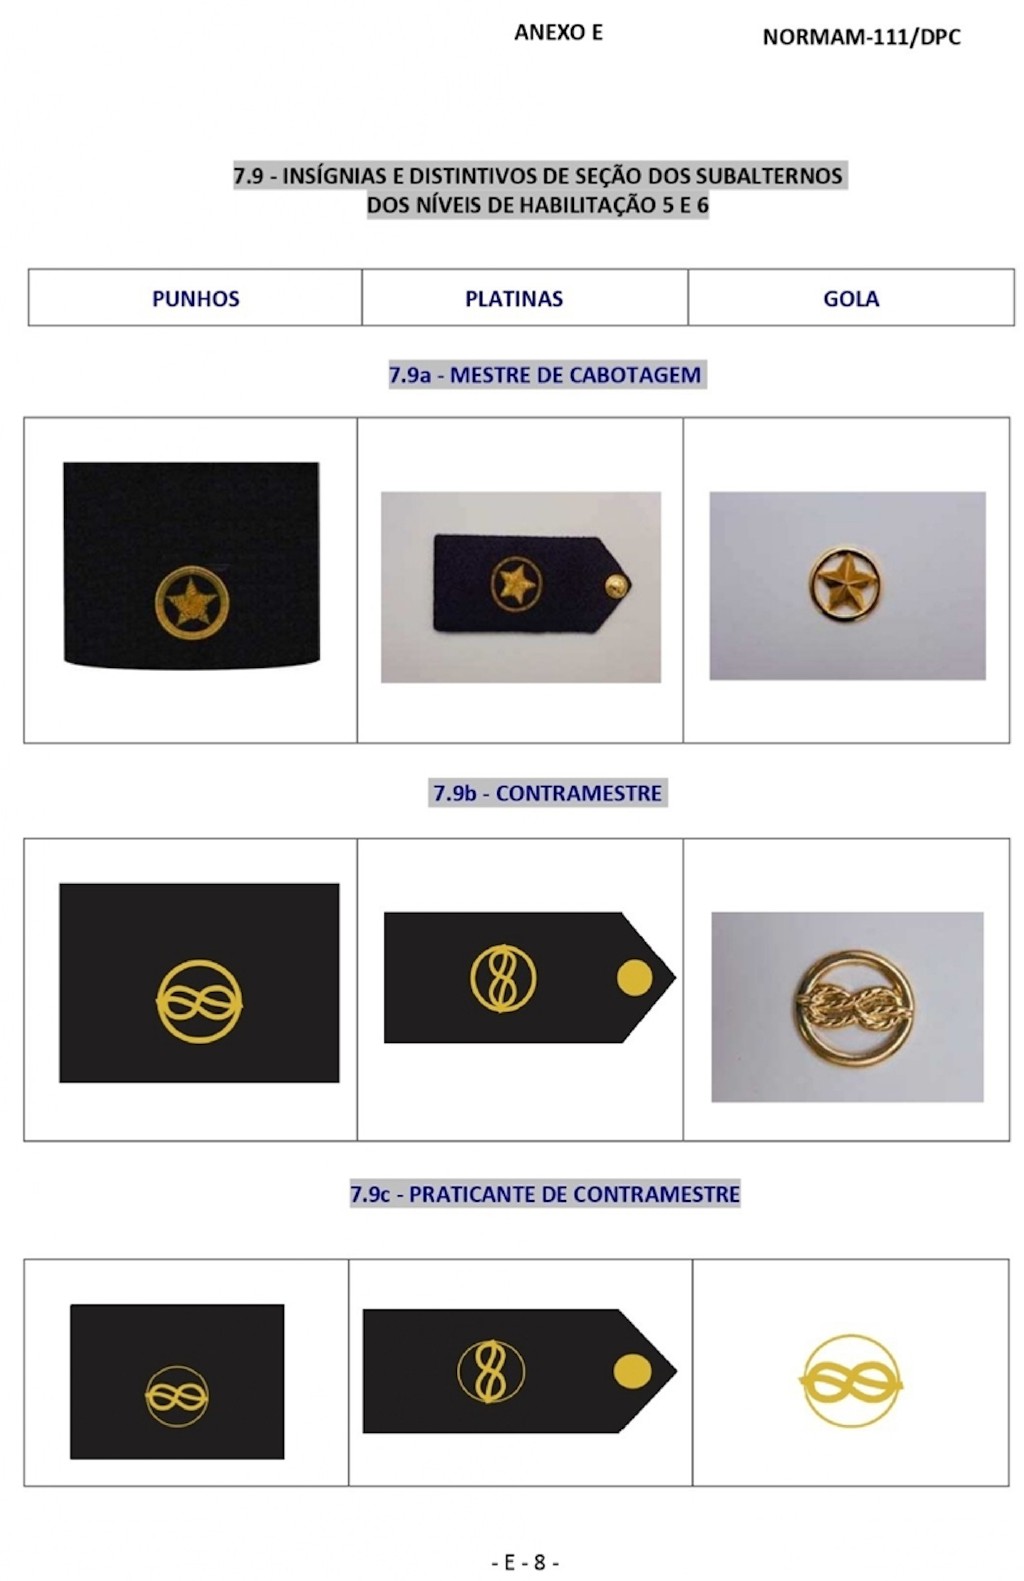 ANEXO E
NORMAM-111/DPC
7.9 - INSÍGNIAS E DISTINTIVOS DE SEÇÃO DOS SUBALTERNOS
DOS NÍVEIS DE HABILITAÇÃO 5 E 6
PUNHOS
PLATINAS
GOLA
7.9a - MESTRE DE CABOTAGEM
7.9b - CONTRAMESTRE
7.9c - PRATICANTE DE CONTRAMESTRE
- E - 8 -